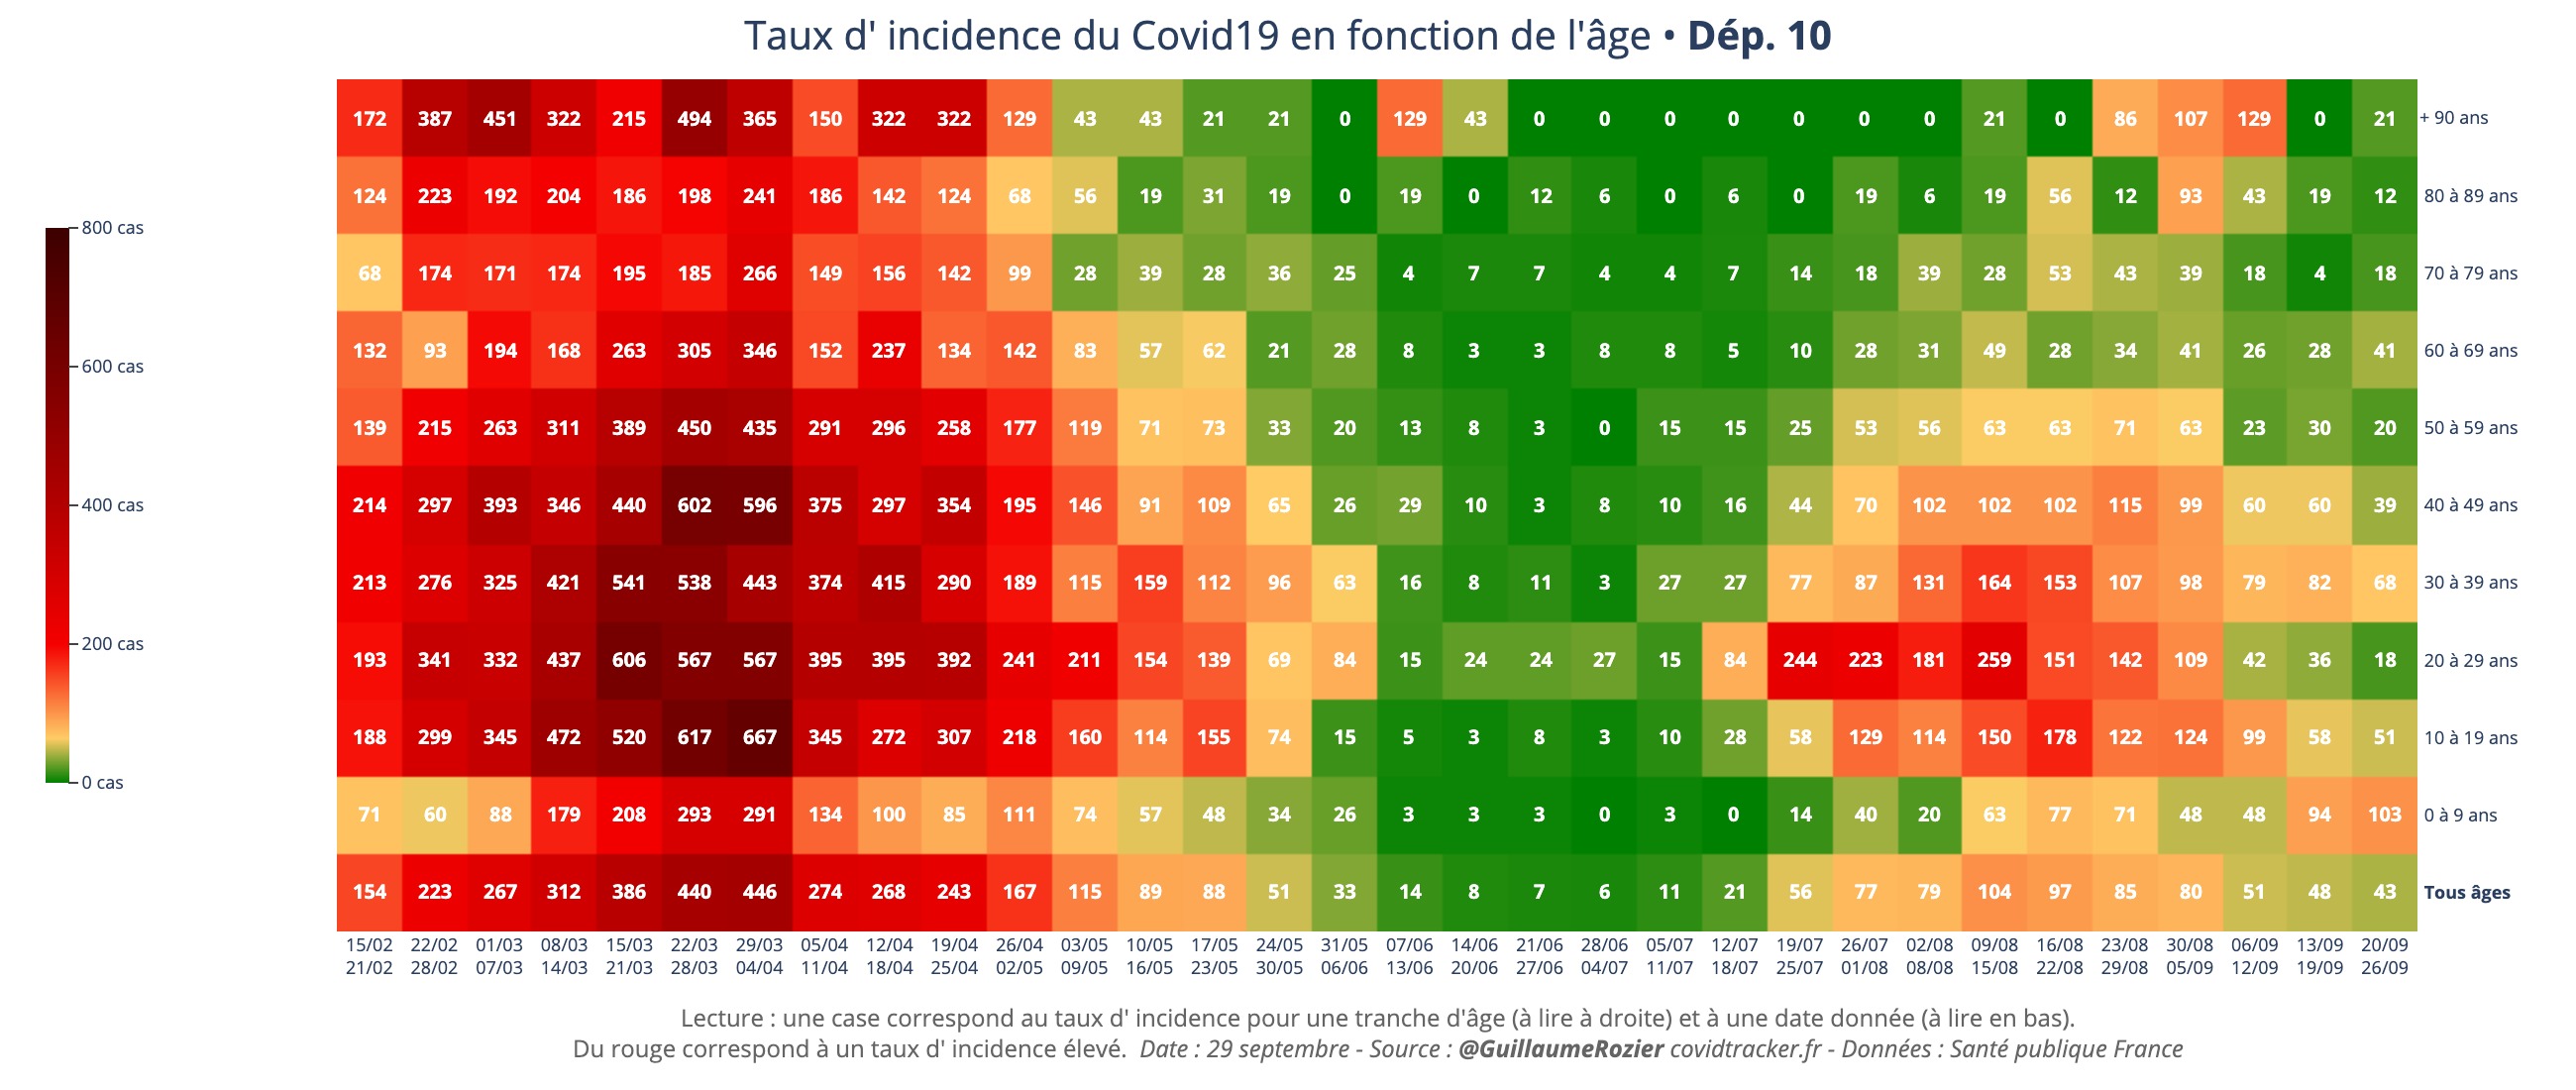 Taux d' incidence du Covid19 en fonction de l'âge • Dép. 10
172 387 451 322 215 494 365 150 322 322 129 43 43 21 21 0 129 43 0 0 0 0 0 0 0 21 0 86 107 129 0 21 + 90 ans
124 223 192 204 186 198 241 186 142 124 68 56 19 31 19 0 19 0 12 6 0 6 0 19 6 19 56 12 93 43 19 12 80 à 89 ans
800 cas
68 174 171 174 195 185 266 149 156 142 99 28 39 28 36 25 4 7 7 4 4 7 14 18 39 28 53 43 39 18 4 18 70 à 79 ans
132 93 194 168 263 305 346 152 237 134 142 83 57 62 21 28 8 3 3 8 8 5 10 28 31 49 28 34 41 26 28 41 60 à 69 ans
600 cas
139 215 263 311 389 450 435 291 296 258 177 119 71 73 33 20 13 8 3 0 15 15 25 53 56 63 63 71 63 23 30 20 50 à 59 ans
400 cas
214 297 393 346 440 602 596 375 297 354 195 146 91 109 65 26 29 10 3 8 10 16 44 70 102 102 102 115 99 60 60 39 40 à 49 ans
213 276 325 421 541 538 443 374 415 290 189 115 159 112 96 63 16 8 11 3 27 27 77 87 131 164 153 107 98 79 82 68 30 à 39 ans
200 cas
193 341 332 437 606 567 567 395 395 392 241 211 154 139 69 84 15 24 24 27 15 84 244 223 181 259 151 142 109 42 36 18 20 à 29 ans
188 299 345 472 520 617 667 345 272 307 218 160 114 155 74 15 5 3 8 3 10 28 58 129 114 150 178 122 124 99 58 51 10 à 19 ans
0 cas
71 60 88 179 208 293 291 134 100 85 111 74 57 48 34 26 3 3 3 0 3 0 14 40 20 63 77 71 48 48 94 103 0 à 9 ans
154 223 267 312 386 440 446 274 268 243 167 115 89 88 51 33 14 8 7 6 11 21 56 77 79 104 97 85 80 51 48 43 Tous âges
15/02 22/02 01/03 08/03 15/03 22/03 29/03 05/04 12/04 19/04 26/04 03/05 10/05 17/05 24/05 31/05 07/06 14/06 21/06 28/06 05/07 12/07 19/07 26/07 02/08 09/08 16/08 23/08 30/08 06/09 13/09 20/09
21/02 28/02 07/03 14/03 21/03 28/03 04/04 11/04 18/04 25/04 02/05 09/05 16/05 23/05 30/05 06/06 13/06 20/06 27/06 04/07 11/07 18/07 25/07 01/08 08/08 15/08 22/08 29/08 05/09 12/09 19/09 26/09
Lecture : une case correspond au taux d' incidence pour une tranche d'âge (à lire à droite) et à une date donnée (à lire en bas).
Du rouge correspond à un taux d' incidence élevé. Date : 29 septembre - Source : @GuillaumeRozier covidtracker.fr - Données : Santé publique France